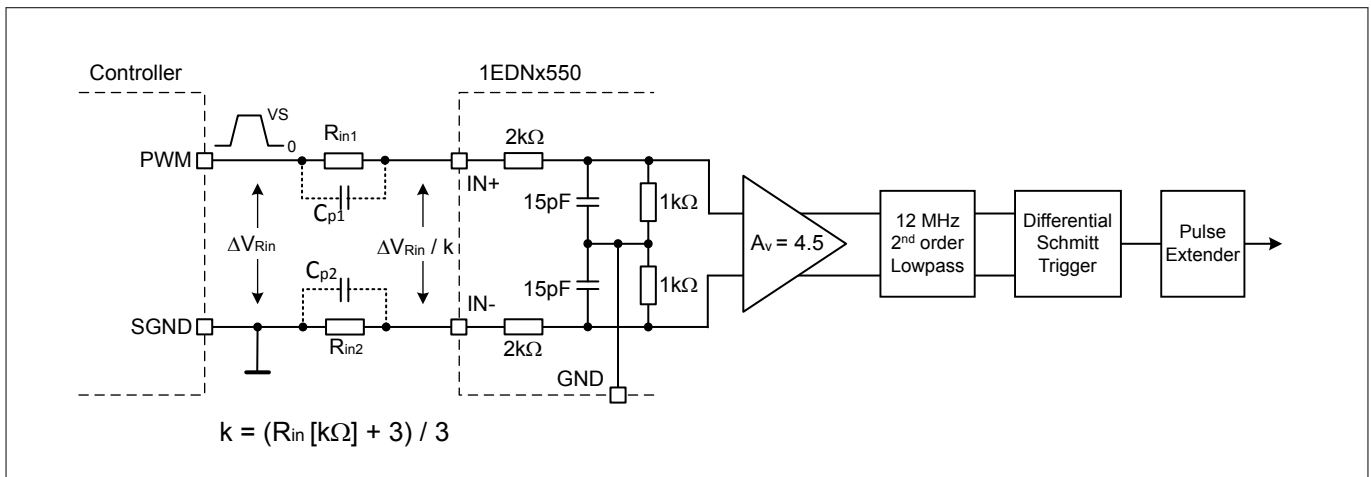 Controller
1EDNx550
VS
0
Rin1
2kΩ
PWM
IN+
Cp1
15pF
1kΩ
ΔVRin
ΔVRin / k
Av = 4.5
12 MHz
2nd order
Lowpass
Differential
Schmitt
Trigger
Pulse
Extender
Cp2
15pF
1kΩ
IN-
SGND
Rin2
2kΩ
GND
k = (Rin [kΩ] + 3) / 3